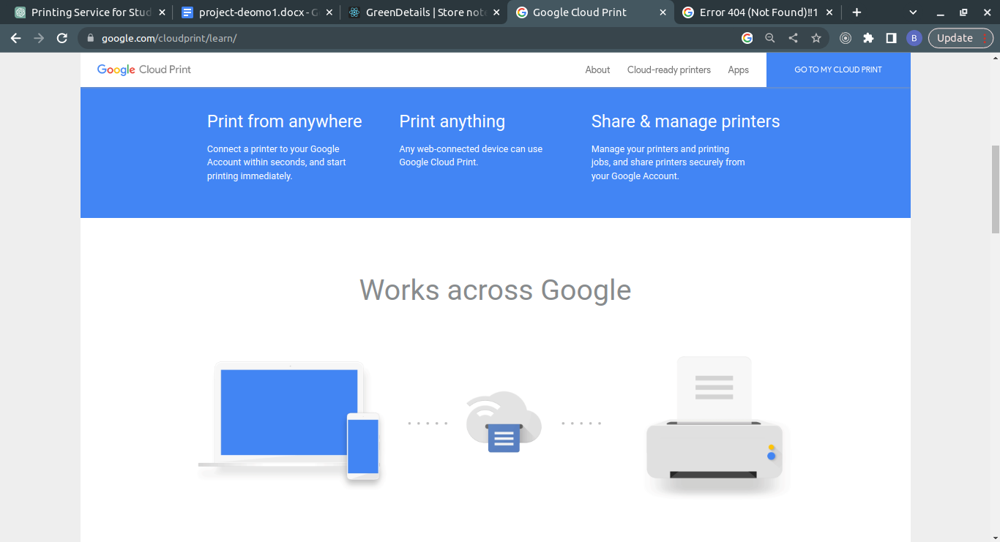 Printing Service for Stud
project-deomo1.docx - G
GreenDetails | Store note
Google Cloud Print
Error 404 (Not Found)!!1
google.com/cloudprint/learn/
B
Update
Google Cloud Print
About
Cloud-ready printers
Apps
GO TO MY CLOUD PRINT
Print from anywhere
Connect a printer to your Google
Account within seconds, and start
printing immediately.
Print anything
Any web-connected device can use
Google Cloud Print.
Share & manage printers
Manage your printers and printing
jobs, and share printers securely from
your Google Account.
Works across Google